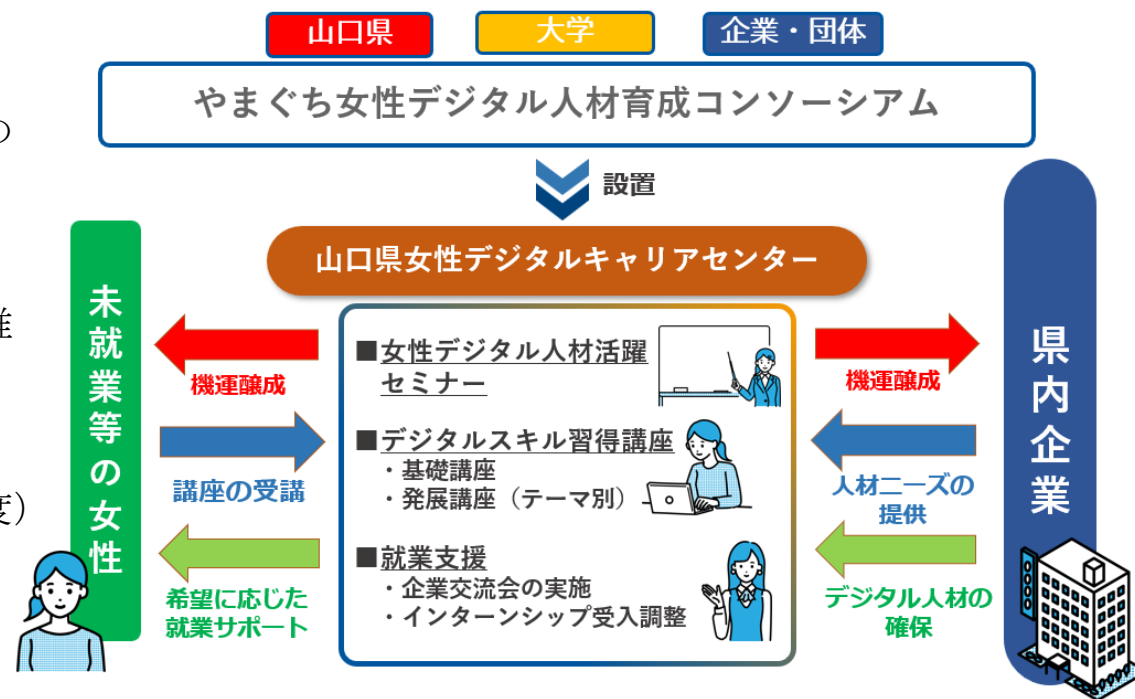 山口県
大学
企業・団体
やまぐち女性デジタル人材育成コンソーシアム
の
設置
山口県女性デジタルキャリアセンター
未就業等の女性
県内企業
■女性デジタル人材活躍
セミナー
機運醸成
機運醸成
■デジタルスキル習得講座
・基礎講座
・発展講座（テーマ別）
講座の受講
人材ニーズの
提供
度）
■就業支援
・企業交流会の実施
・インターンシップ受入調整
希望に応じた
就業サポート
デジタル人材の
確保